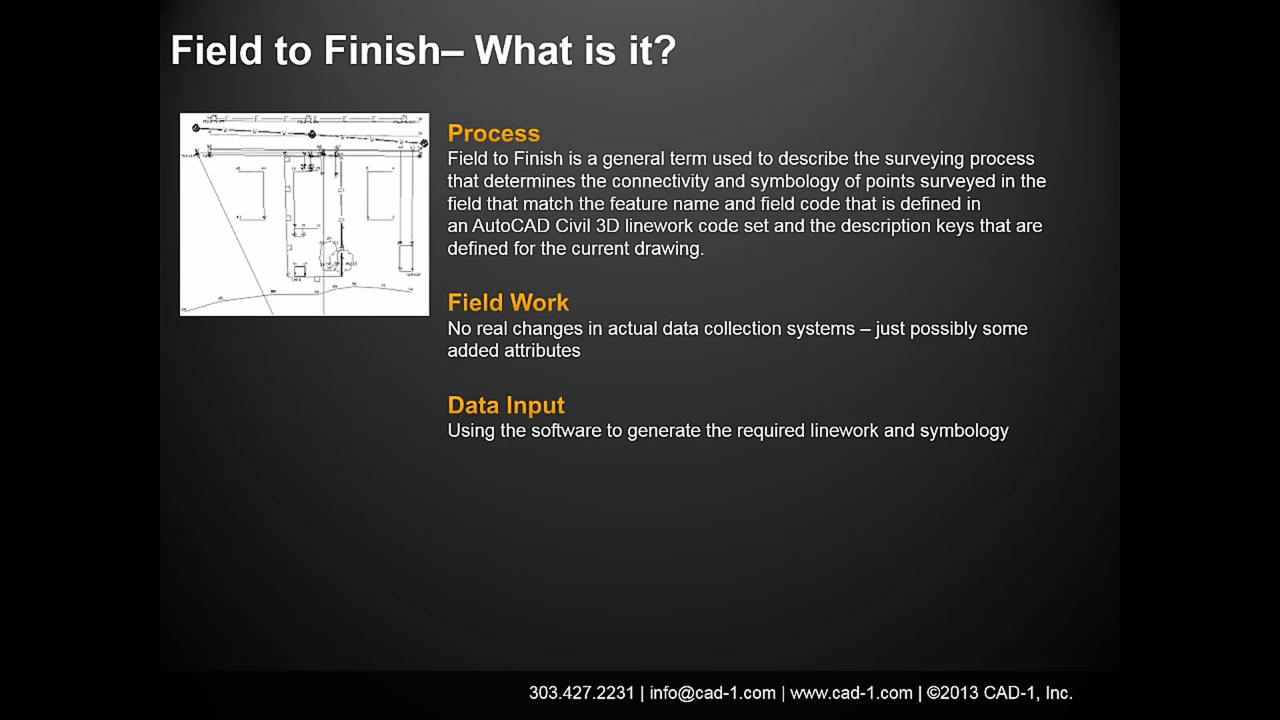 Field to Finish– What is it?
Process
Field to Finish is a general term used to describe the surveying process
that determines the connectivity and symbology of points surveyed in the
field that match the feature name and field code that is defined in
an AutoCAD Civil 3D linework code set and the description keys that are
defined for the current drawing.
Field Work
No real changes in actual data collection systems – just possibly some
added attributes
Data Input
Using the software to generate the required linework and symbology
303.427.2231 | info@cad-1.com | www.cad-1.com | ©2013 CAD-1, Inc.